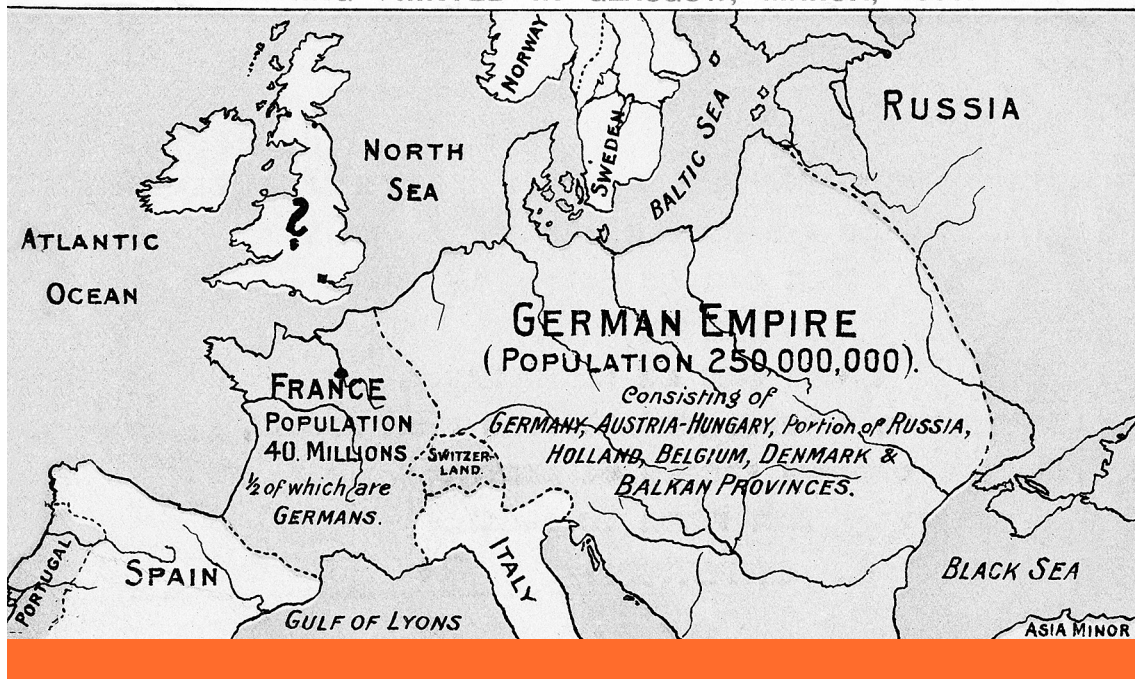 NORWAY
SWEDEN
BALTIC SEA
RUSSIA
NORTH
SEA
?
ATLANTIC
OCEAN
GERMAN EMPIRE
(POPULATION 250,000,000).
Consisting of
GERMANY, AUSTRIA-HUNGARY, Portion of RUSSIA,
HOLLAND, BELGIUM, DENMARK &
BALKAN PROVINCES.
FRANCE
POPULATION
40. MILLIONS
½ of which are
GERMANS.
SWITZER-
LAND.
PORTUGAL
SPAIN
ITALY
GULF OF LYONS
BLACK SEA
ASIA MINOR